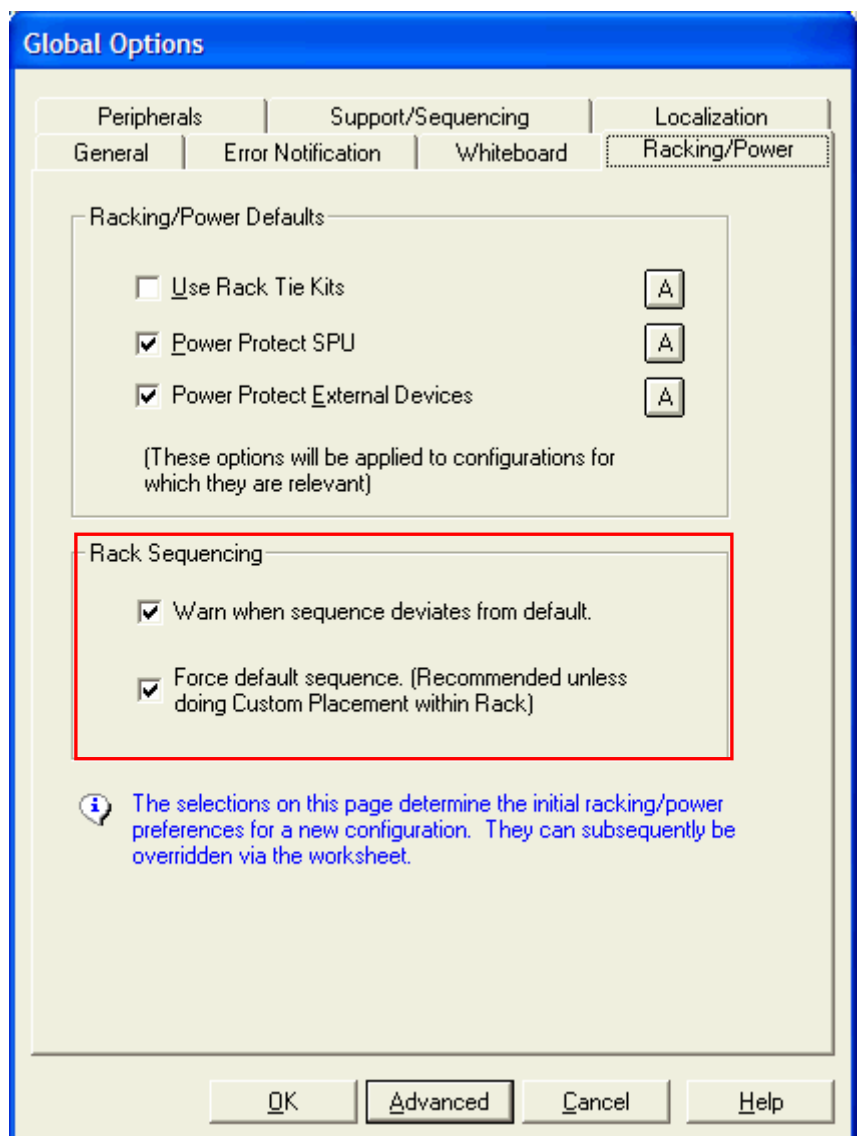 Global Options
Peripherals Support/Sequencing Localization
General Error Notification Whiteboard Racking/Power
Racking/Power Defaults
Use Rack Tie Kits A
Power Protect SPU A
Power Protect External Devices A
(These options will be applied to configurations for
which they are relevant)
Rack Sequencing
Warn when sequence deviates from default.
Force default sequence. (Recommended unless
doing Custom Placement within Rack)
The selections on this page determine the initial racking/power
preferences for a new configuration. They can subsequently be
overridden via the worksheet.
OK Advanced Cancel Help